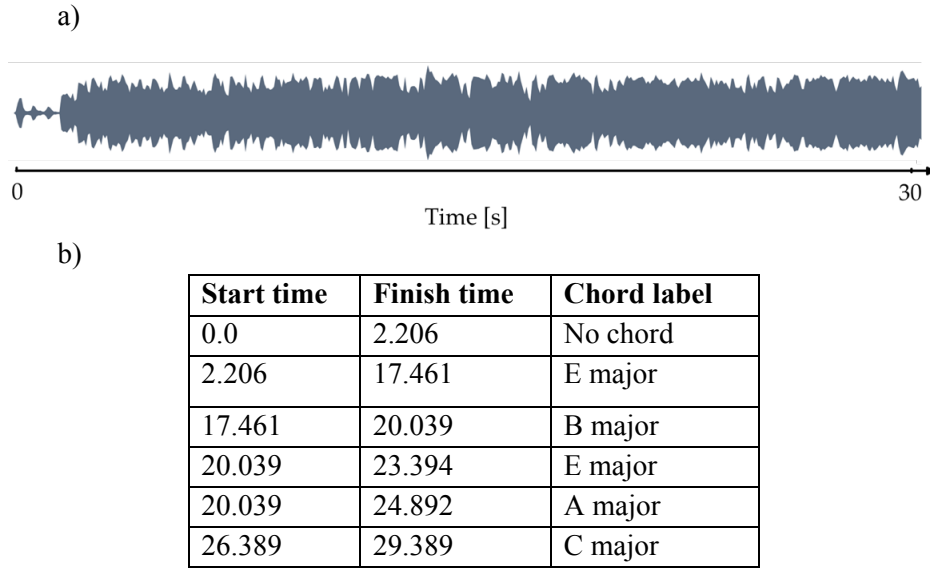 a)
0 30
Time [s]
b)
Start time Finish time Chord label
0.0 2.206 No chord
2.206 17.461 E major
17.461 20.039 B major
20.039 23.394 E major
20.039 24.892 A major
26.389 29.389 C major